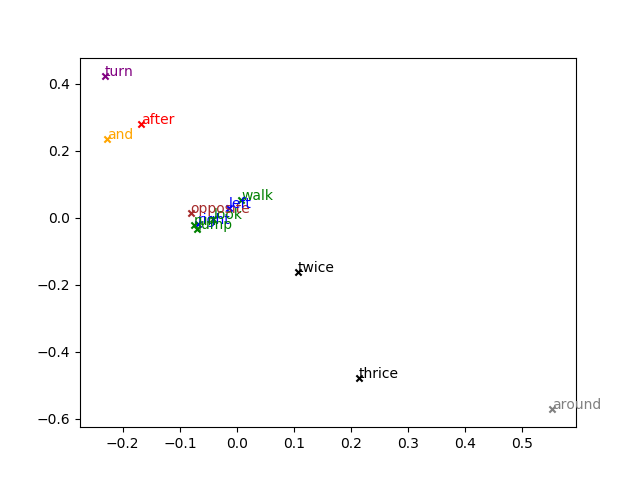 turn
0.4
after
and
0.2
walk
left
opposite
0.0
look
right
jump
twice
−0.2
thrice
−0.4
around
−0.6
−0.2 −0.1 0.0 0.1 0.2 0.3 0.4 0.5